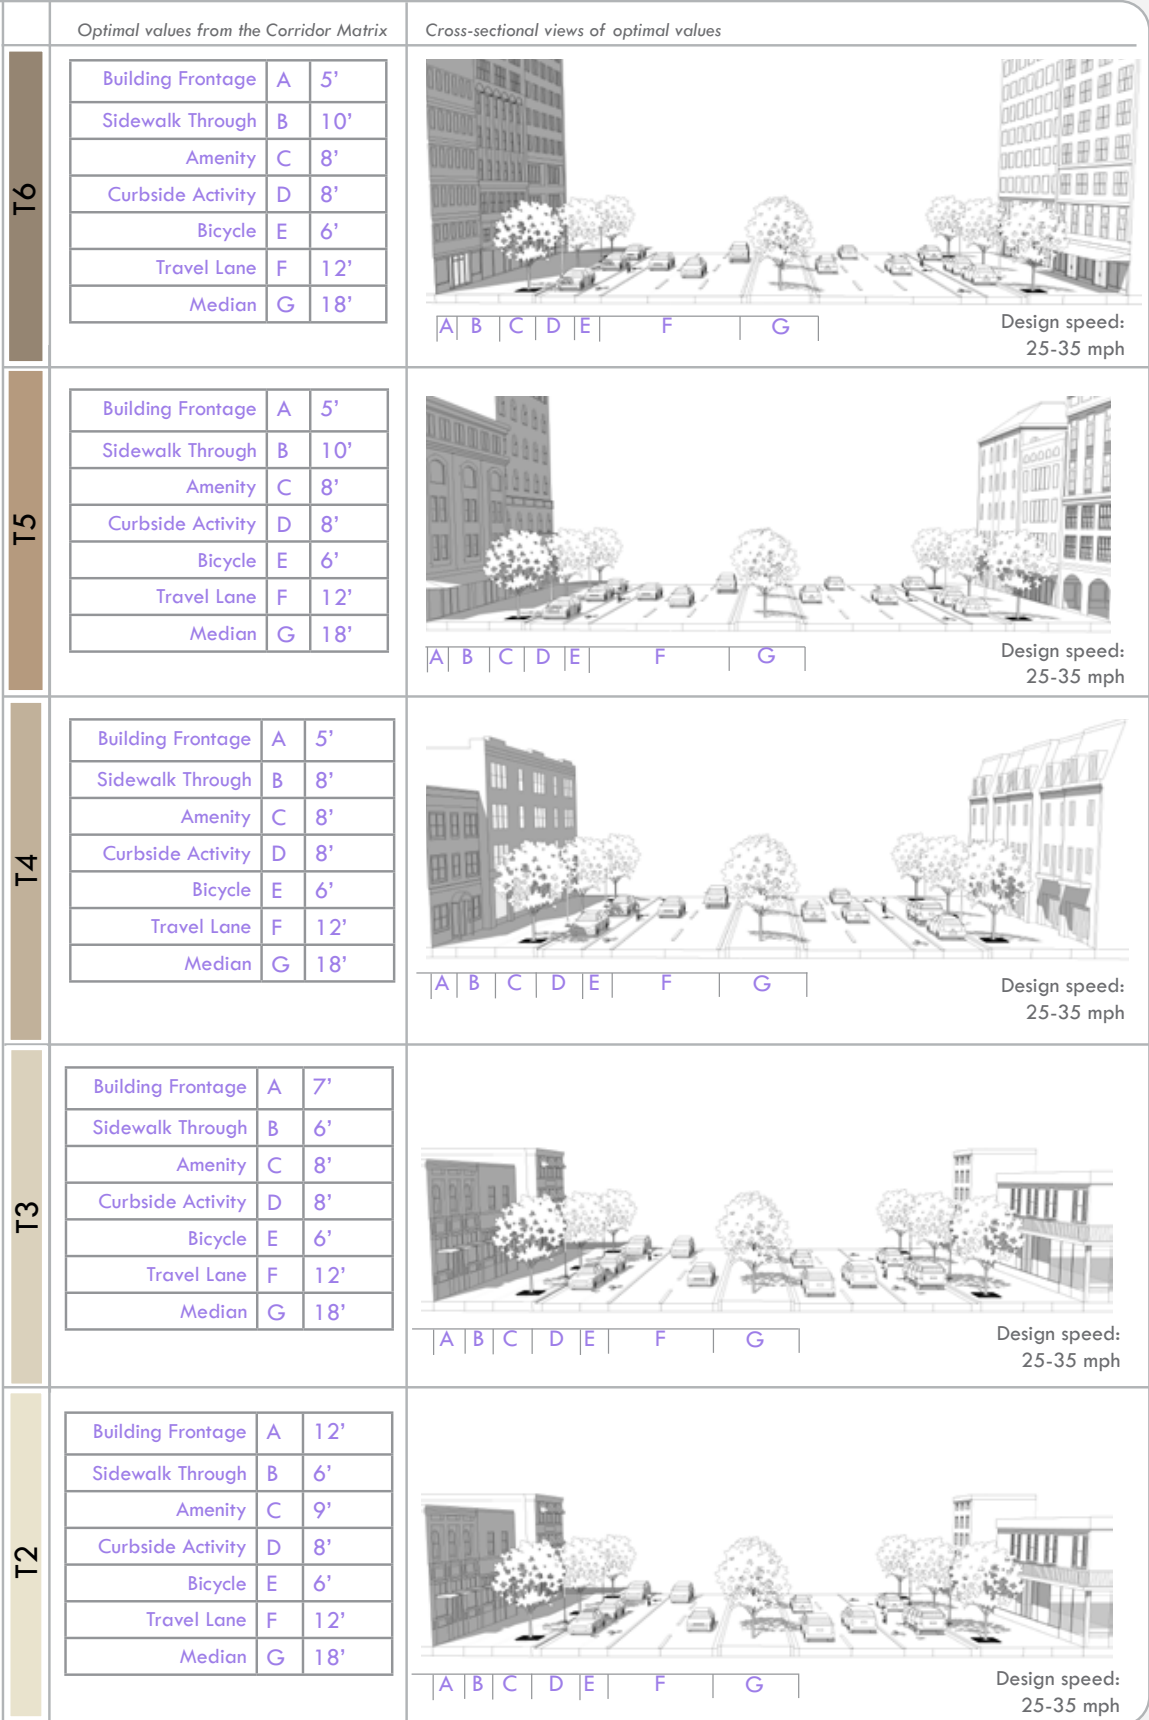 Optimal values from the Corridor Matrix
Cross-sectional views of optimal values
T6
Building Frontage A 5’
Sidewalk Through B 10’
Amenity C 8’
Curbside Activity D 8’
Bicycle E 6’
Travel Lane F 12’
Median G 18’
A B C D E F G
Design speed:
25-35 mph
T5
Building Frontage A 5’
Sidewalk Through B 10’
Amenity C 8’
Curbside Activity D 8’
Bicycle E 6’
Travel Lane F 12’
Median G 18’
A B C D E F G
Design speed:
25-35 mph
T4
Building Frontage A 5’
Sidewalk Through B 8’
Amenity C 8’
Curbside Activity D 8’
Bicycle E 6’
Travel Lane F 12’
Median G 18’
A B C D E F G
Design speed:
25-35 mph
T3
Building Frontage A 7’
Sidewalk Through B 6’
Amenity C 8’
Curbside Activity D 8’
Bicycle E 6’
Travel Lane F 12’
Median G 18’
A B C D E F G
Design speed:
25-35 mph
T2
Building Frontage A 12’
Sidewalk Through B 6’
Amenity C 9’
Curbside Activity D 8’
Bicycle E 6’
Travel Lane F 12’
Median G 18’
A B C D E F G
Design speed:
25-35 mph